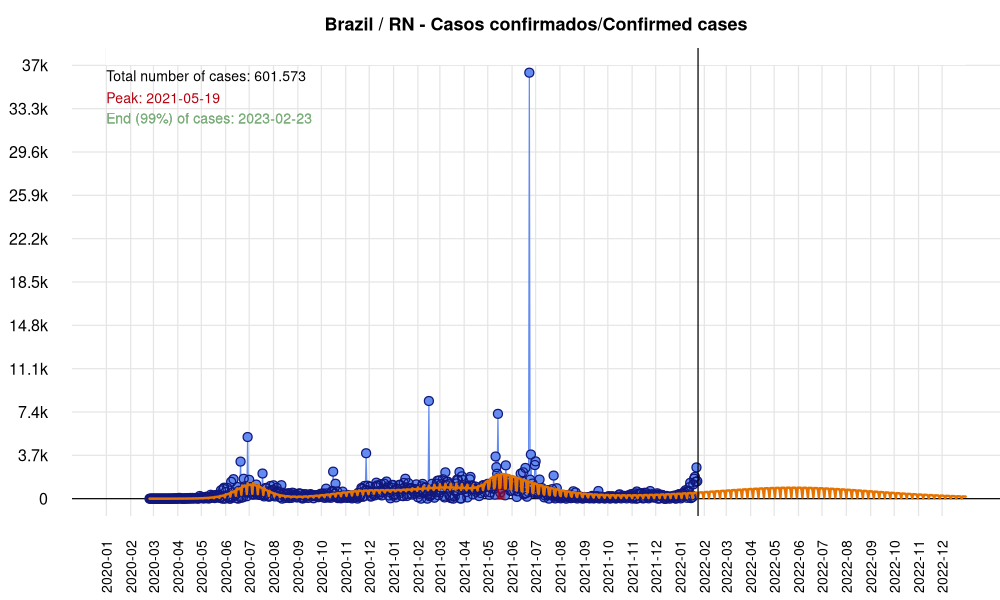 Brazil / RN - Casos confirmados/Confirmed cases
Total number of cases: 601.573
Peak: 2021-05-19
End (99%) of cases: 2023-02-23
37k
33.3k
29.6k
25.9k
22.2k
18.5k
14.8k
11.1k
7.4k
3.7k
0
2020-01
2020-02
2020-03
2020-04
2020-05
2020-06
2020-07
2020-08
2020-09
2020-10
2020-11
2020-12
2021-01
2021-02
2021-03
2021-04
2021-05
2021-06
2021-07
2021-08
2021-09
2021-10
2021-11
2021-12
2022-01
2022-02
2022-03
2022-04
2022-05
2022-06
2022-07
2022-08
2022-09
2022-10
2022-11
2022-12